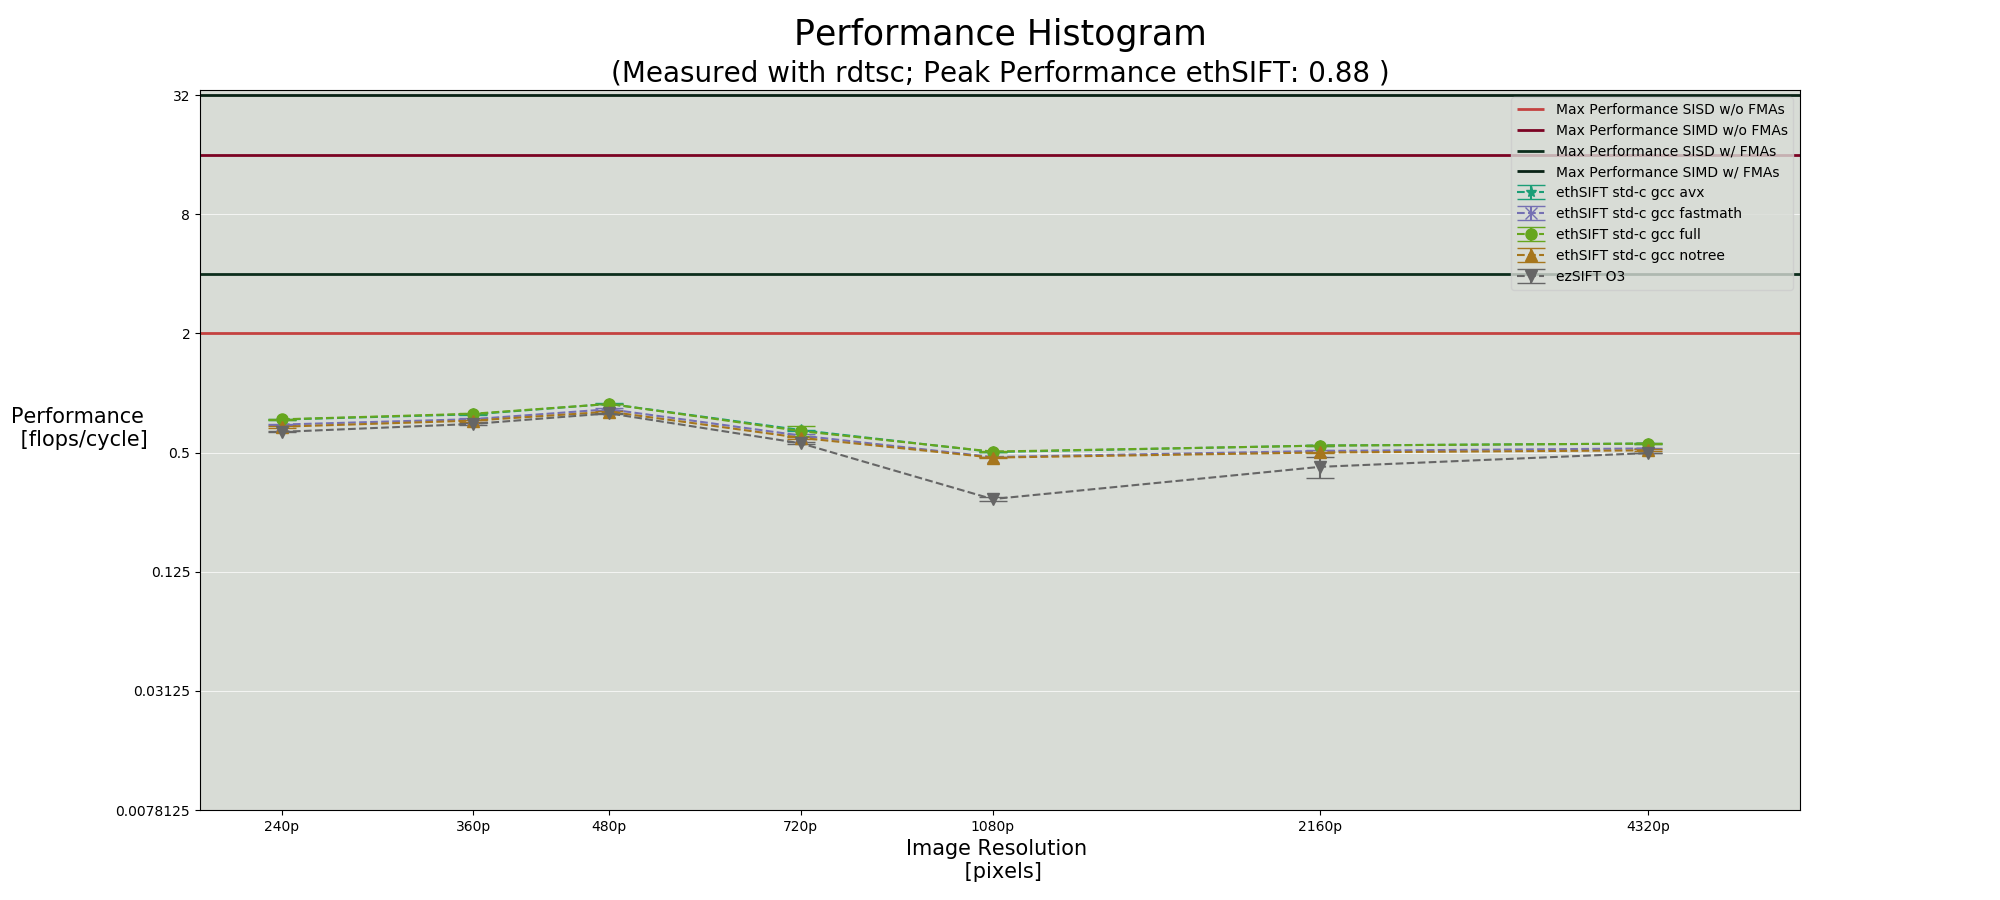 Performance Histogram
(Measured with rdtsc; Peak Performance ethSIFT: 0.88 )
32
8
2
0.5
0.125
0.03125
0.0078125
Performance
[flops/cycle]
Max Performance SISD w/o FMAs
Max Performance SIMD w/o FMAs
Max Performance SISD w/ FMAs
Max Performance SIMD w/ FMAs
ethSIFT std-c gcc avx
ethSIFT std-c gcc fastmath
ethSIFT std-c gcc full
ethSIFT std-c gcc notree
ezSIFT O3
240p 360p 480p 720p 1080p 2160p 4320p
Image Resolution
[pixels]